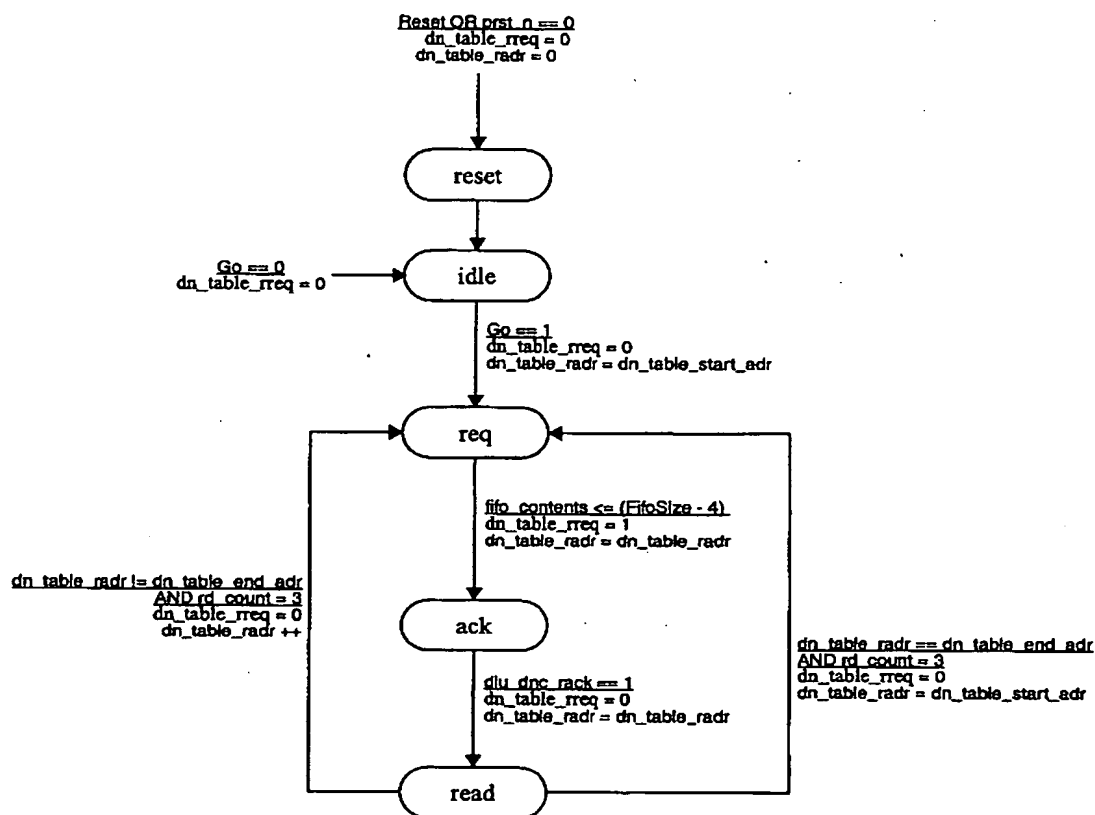 Reset OR prst_n == 0
dn_table_rreq = 0
dn_table_radr = 0
reset
Go == 0
dn_table_rreq = 0
idle
Go == 1
dn_table_rreq = 0
dn_table_radr = dn_table_start_adr
req
fifo_contents <= (FifoSize - 4)
dn_table_rreq = 1
dn_table_radr = dn_table_radr
dn_table_radr != dn_table_end_adr
AND rd_count = 3
dn_table_rreq = 0
dn_table_radr ++
ack
dn_table_radr == dn_table_end_adr
AND rd_count = 3
dn_table_rreq = 0
dn_table_radr = dn_table_start_adr
diu_dnc_rack == 1
dn_table_rreq = 0
dn_table_radr = dn_table_radr
read